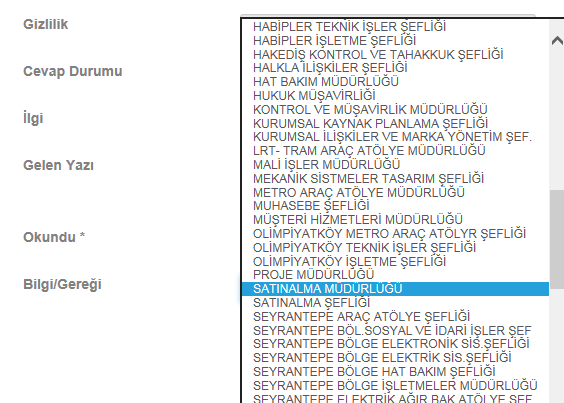 Gizlilik
Cevap Durumu
İlgi
Gelen Yazı
Okundu *
Bilgi/Gereği
HABİPLER TEKNİK İŞLER ŞEFLİĞİ
HABİPLER İŞLETME ŞEFLİĞİ
HAKEDİŞ KONTROL VE TAHAKKUK ŞEFLİĞİ
HALKLA İLİŞKİLER ŞEFLİĞİ
HAT BAKIM MÜDÜRLÜĞÜ
HUKUK MÜŞAVİRLİĞİ
KONTROL VE MÜŞAVİRLİK MÜDÜRLÜĞÜ
KURUMSAL KAYNAK PLANLAMA ŞEFLİĞİ
KURUMSAL İLİŞKİLER VE MARKA YÖNETİM ŞEF.
LRT- TRAM ARAÇ ATÖLYE MÜDÜRLÜĞÜ
MALİ İŞLER MÜDÜRLÜĞÜ
MEKANİK SİSTMELER TASARIM ŞEFLİĞİ
METRO ARAÇ ATÖLYE MÜDÜRLÜĞÜ
MUHASEBE ŞEFLİĞİ
MÜŞTERİ HİZMETLERİ MÜDÜRLÜĞÜ
OLİMPİYATKÖY METRO ARAÇ ATÖLYR ŞEFLİĞİ
OLİMPİYATKÖY TEKNİK İŞLER ŞEFLİĞİ
OLİMPİYATKÖY İŞLETME ŞEFLİĞİ
PROJE MÜDÜRLÜĞÜ
SATINALMA MÜDÜRLÜĞÜ
SATINALMA ŞEFLİĞİ
SEYRANTEPE ARAÇ ATÖLYE ŞEFLİĞİ
SEYRANTEPE BÖL.SOSYAL VE İDARİ İŞLER ŞEF
SEYRANTEPE BÖLGE ELEKTRONİK SİS.ŞEFLİĞİ
SEYRANTEPE BÖLGE ELEKTRİK SİS.ŞEFLİĞİ
SEYRANTEPE BÖLGE HAT BAKIM ŞEFLİĞİ
SEYRANTEPE BÖLGE İŞLETMELER MÜDÜRLÜĞÜ
SEYRANTEPE ELEKTRİK AĞIR BAK ATÖLYE ŞEF